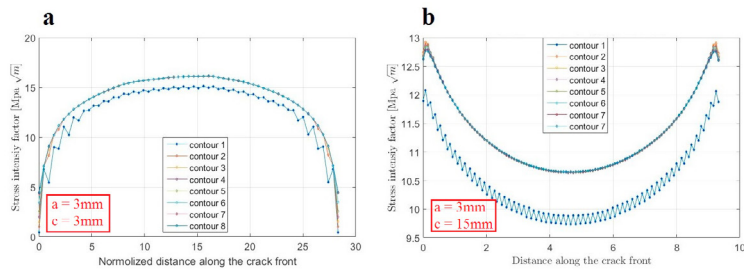 a
Stress intensity factor [Mpa. √m]
20
15
10
5
0
0
5
10
15
20
25
30
Normolized distance along the crack front
contour 1
contour 2
contour 3
contour 4
contour 5
contour 6
contour 7
contour 8
a = 3mm
c = 3mm
b
Stress intensify factor [Mpa. √m]
13
12.5
12
11.5
11
10.5
10
9.5
0
2
4
6
8
10
Distance along the crack front
contour 1
contour 2
contour 3
contour 4
contour 5
contour 6
contour 7
contour 7
a = 3mm
c = 15mm